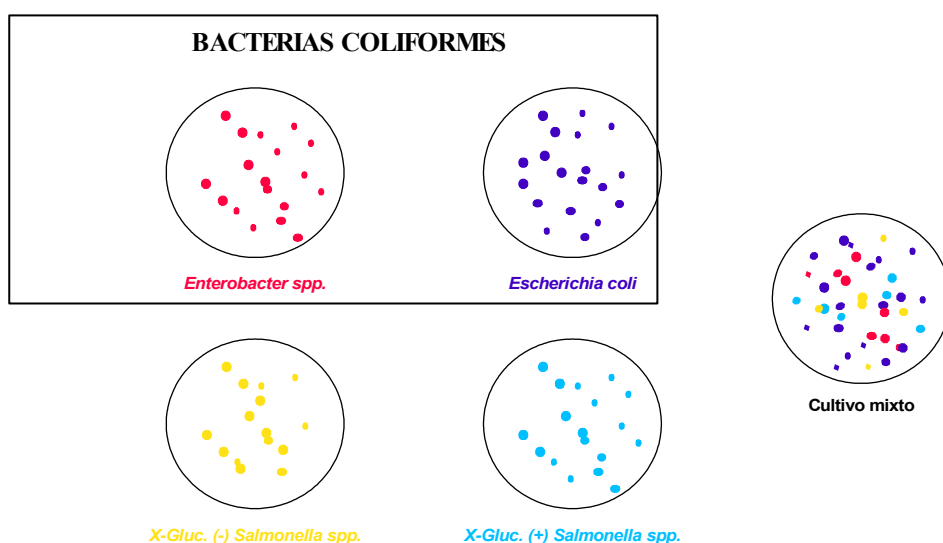 BACTERIAS COLIFORMES
Enterobacter spp.
Escherichia coli
Cultivo mixto
X-Gluc. (-) Salmonella spp.
X-Gluc. (+) Salmonella spp.